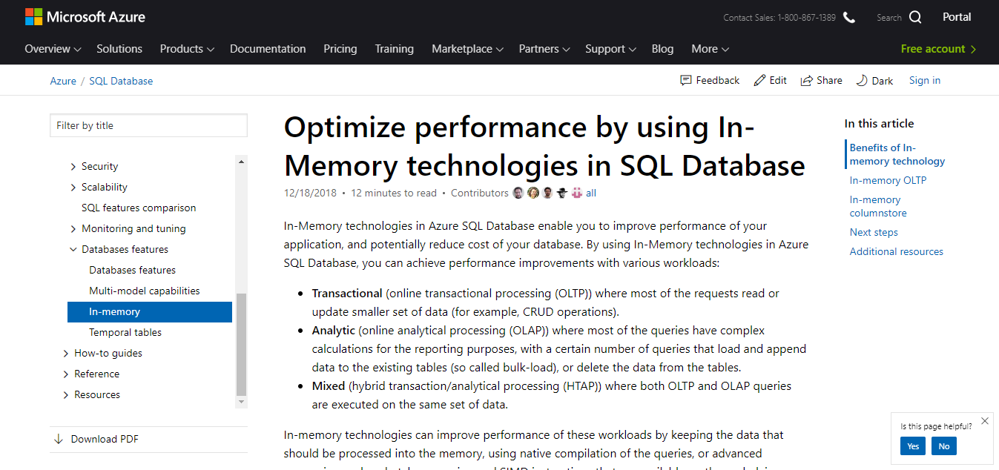 Microsoft Azure
Contact Sales: 1-800-867-1389
Search
Portal
Overview Solutions Products Documentation Pricing Training Marketplace Partners Support Blog More
Free account
Azure / SQL Database
Feedback Edit Share Dark Sign in
Filter by title
Security
Scalability
SQL features comparison
Monitoring and tuning
Databases features
Databases features
Multi-model capabilities
In-memory
Temporal tables
How-to guides
Reference
Resources
Download PDF
Optimize performance by using In-
Memory technologies in SQL Database
12/18/2018 • 12 minutes to read • Contributors all
In-Memory technologies in Azure SQL Database enable you to improve performance of your
application, and potentially reduce cost of your database. By using In-Memory technologies in Azure
SQL Database, you can achieve performance improvements with various workloads:
• Transactional (online transactional processing (OLTP)) where most of the requests read or
update smaller set of data (for example, CRUD operations).
• Analytic (online analytical processing (OLAP)) where most of the queries have complex
calculations for the reporting purposes, with a certain number of queries that load and append
data to the existing tables (so called bulk-load), or delete the data from the tables.
• Mixed (hybrid transaction/analytical processing (HTAP)) where both OLTP and OLAP queries
are executed on the same set of data.
In-memory technologies can improve performance of these workloads by keeping the data that
should be processed into the memory, using native compilation of the queries, or advanced
In this article
Benefits of In-
memory technology
In-memory OLTP
In-memory
columnstore
Next steps
Additional resources
Is this page helpful?
Yes No